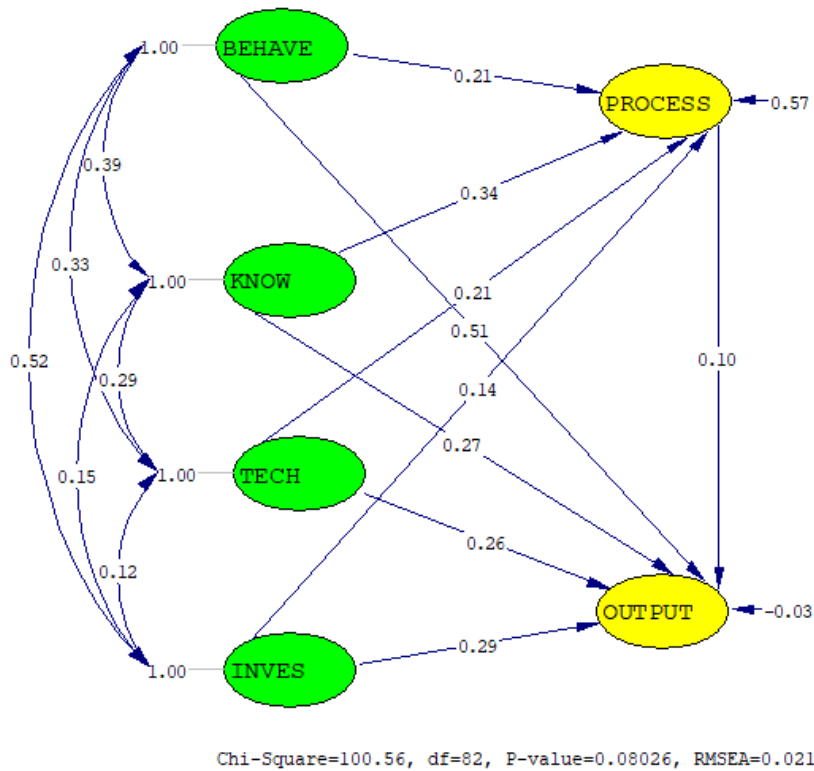 1.00 BEHAVE
0.21
PROCESS
0.57
0.39
0.34
0.33
1.00 KNOW
0.21
0.51
0.52
0.29
0.14
0.10
0.27
0.15
1.00 TECH
0.26
0.12
OUTPUT
-0.03
0.29
1.00 INVES
Chi-Square=100.56, df=82, P-value=0.08026, RMSEA=0.021